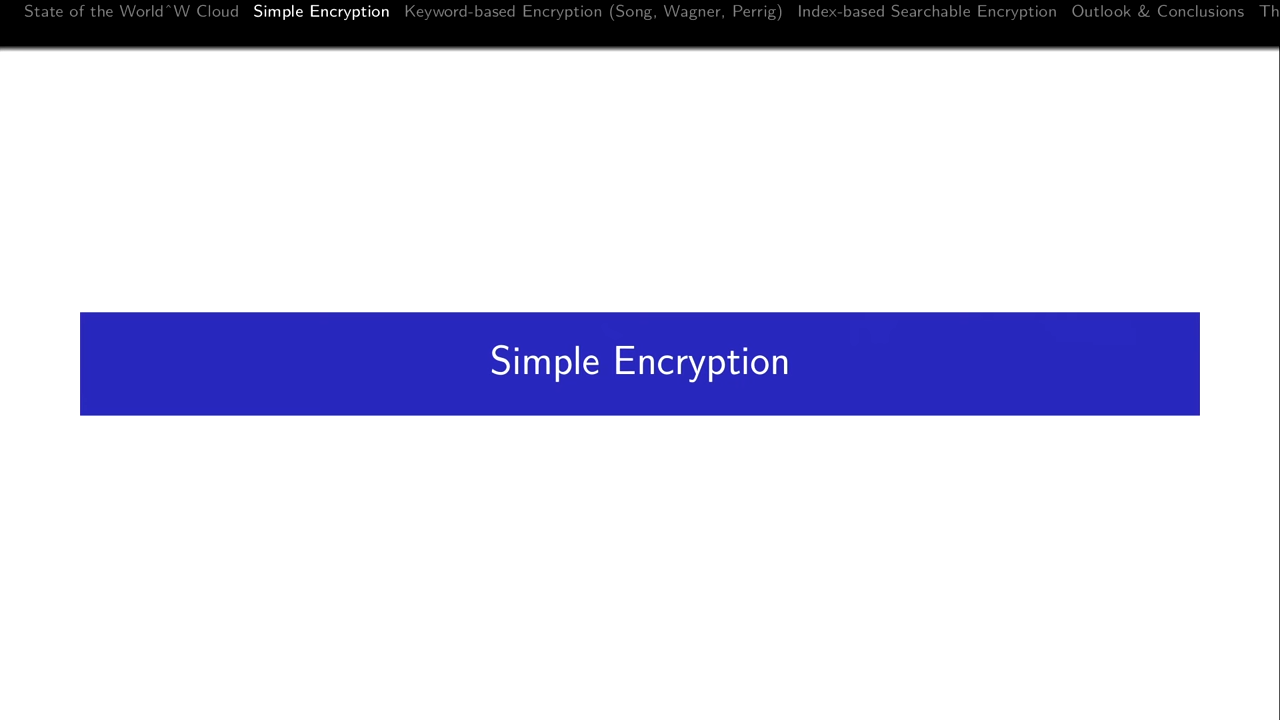 State of the World^W Cloud Simple Encryption Keyword-based Encryption (Song, Wagner, Perrig) Index-based Searchable Encryption Outlook & Conclusions
Simple Encryption